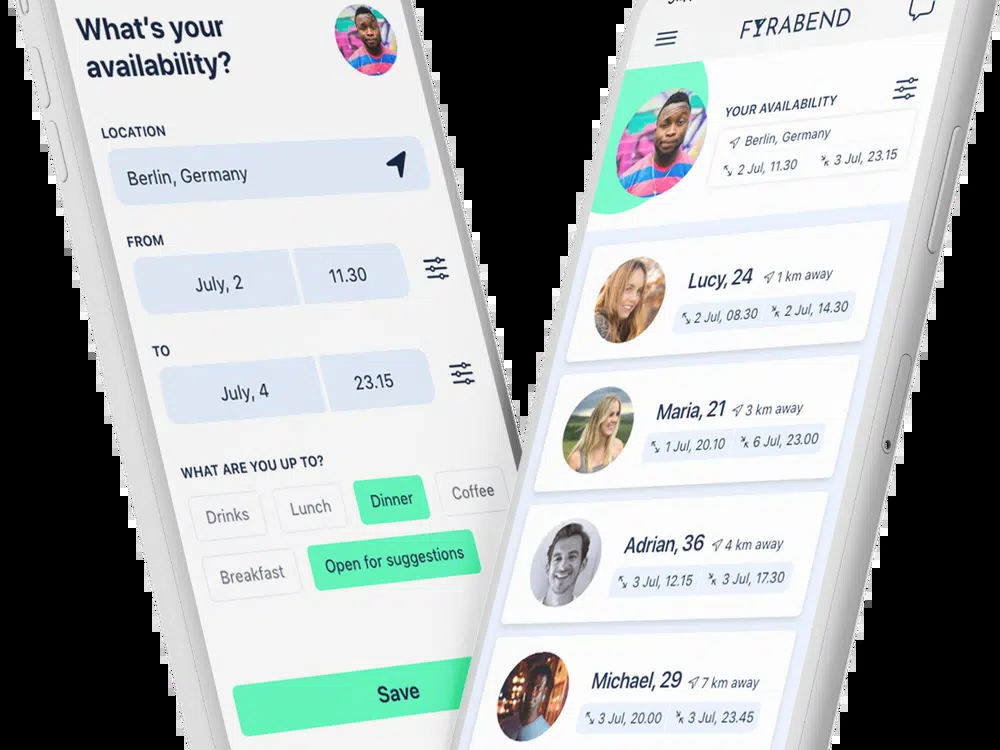 What's your
availability?
LOCATION
Berlin, Germany
FROM
July, 2 11.30
TO
July, 4 23.15
WHAT ARE YOU UP TO?
Drinks Lunch Dinner Coffee
Breakfast Open for suggestions
Save
FYRABEND
YOUR AVAILABILITY
Berlin, Germany
2 Jul, 11.30 3 Jul, 23.15
Lucy, 24 1 km away
2 Jul, 08.30 2 Jul, 14.30
Maria, 21 3 km away
1 Jul, 20.10 6 Jul, 23.00
Adrian, 36 4 km away
3 Jul, 12.15 3 Jul, 17.30
Michael, 29 7 km away
3 Jul, 20.00 3 Jul, 23.45